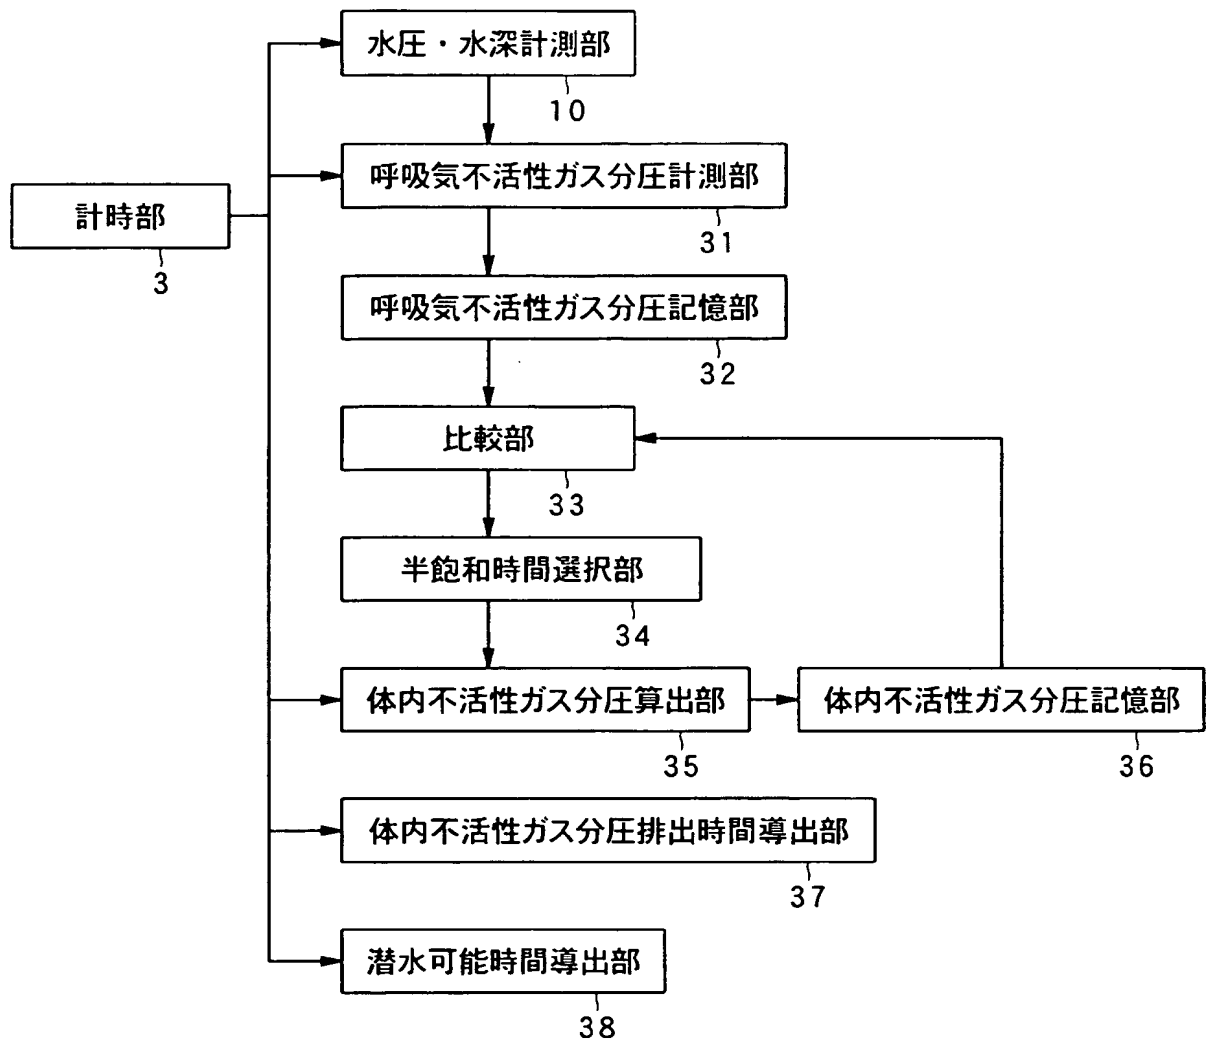 水圧・水深計測部
10
呼吸気不活性ガス分圧計測部
31
計時部
3
呼吸気不活性ガス分圧記憶部
32
比較部
33
半飽和時間選択部
34
体内不活性ガス分圧算出部
35
体内不活性ガス分圧記憶部
36
体内不活性ガス分圧排出時間導出部
37
潜水可能時間導出部
38